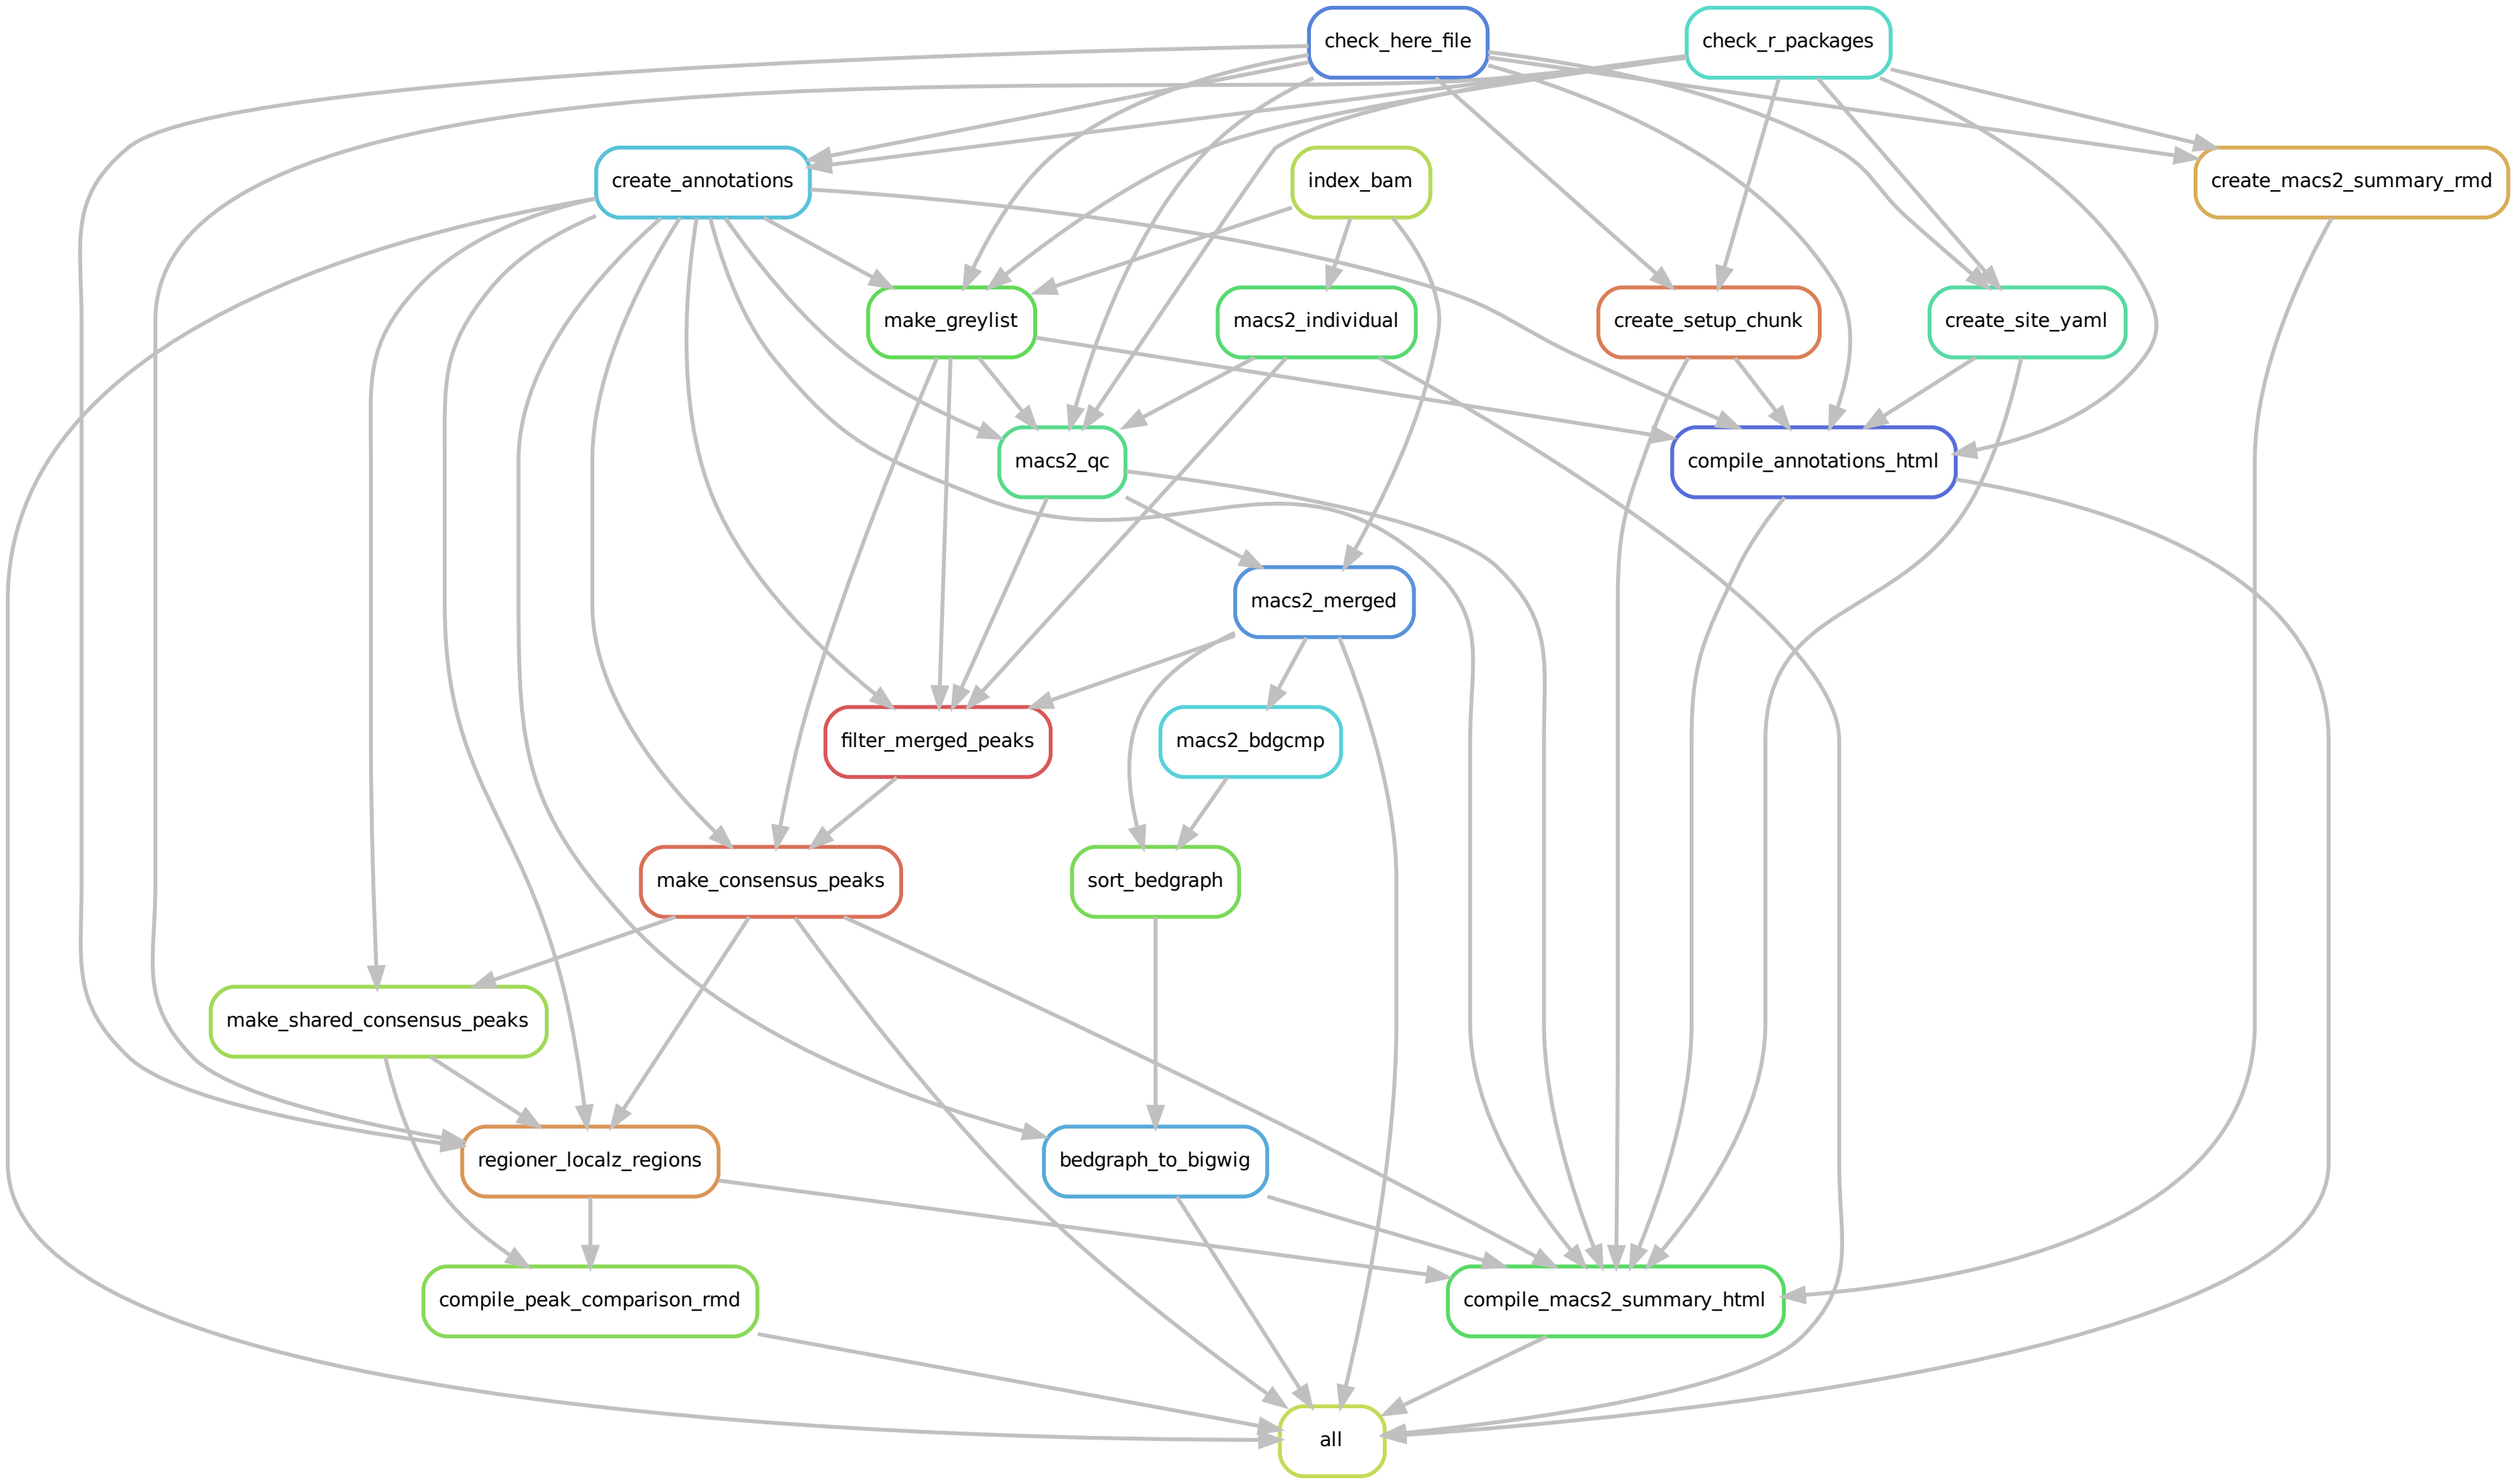 check_here_file
check_r_packages
create_annotations
index_bam
create_macs2_summary_rmd
make_greylist
macs2_individual
create_setup_chunk
create_site_yaml
macs2_qc
compile_annotations_html
macs2_merged
filter_merged_peaks
macs2_bdgcmp
make_consensus_peaks
sort_bedgraph
make_shared_consensus_peaks
regioner_localz_regions
bedgraph_to_bigwig
compile_peak_comparison_rmd
compile_macs2_summary_html
all